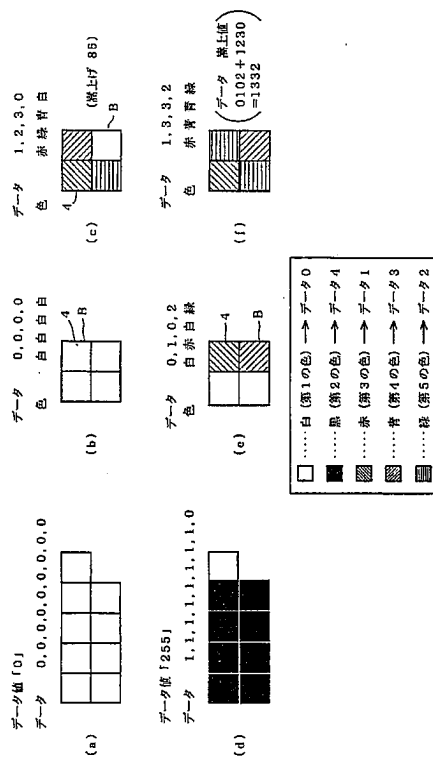 データ値「0」
データ 0,0,0,0,0,0,0,0,0
(a)
データ 0,0,0,0
色 白白白白
4
B
(b)
データ 1,2,3,0
色 赤緑青白
(嵩上げ 85)
4
B
(c)
データ値「255」
データ 1,1,1,1,1,1,1,1,0
(d)
データ 0,1,0,2
色 白赤白緑
4
B
(e)
データ 1,3,3,2
色 赤青青緑
データ 嵩上値
0102+1230
=1332
(f)
……白(第1の色)→データ0
……黒(第2の色)→データ4
……赤(第3の色)→データ1
……青(第4の色)→データ3
……緑(第5の色)→データ2